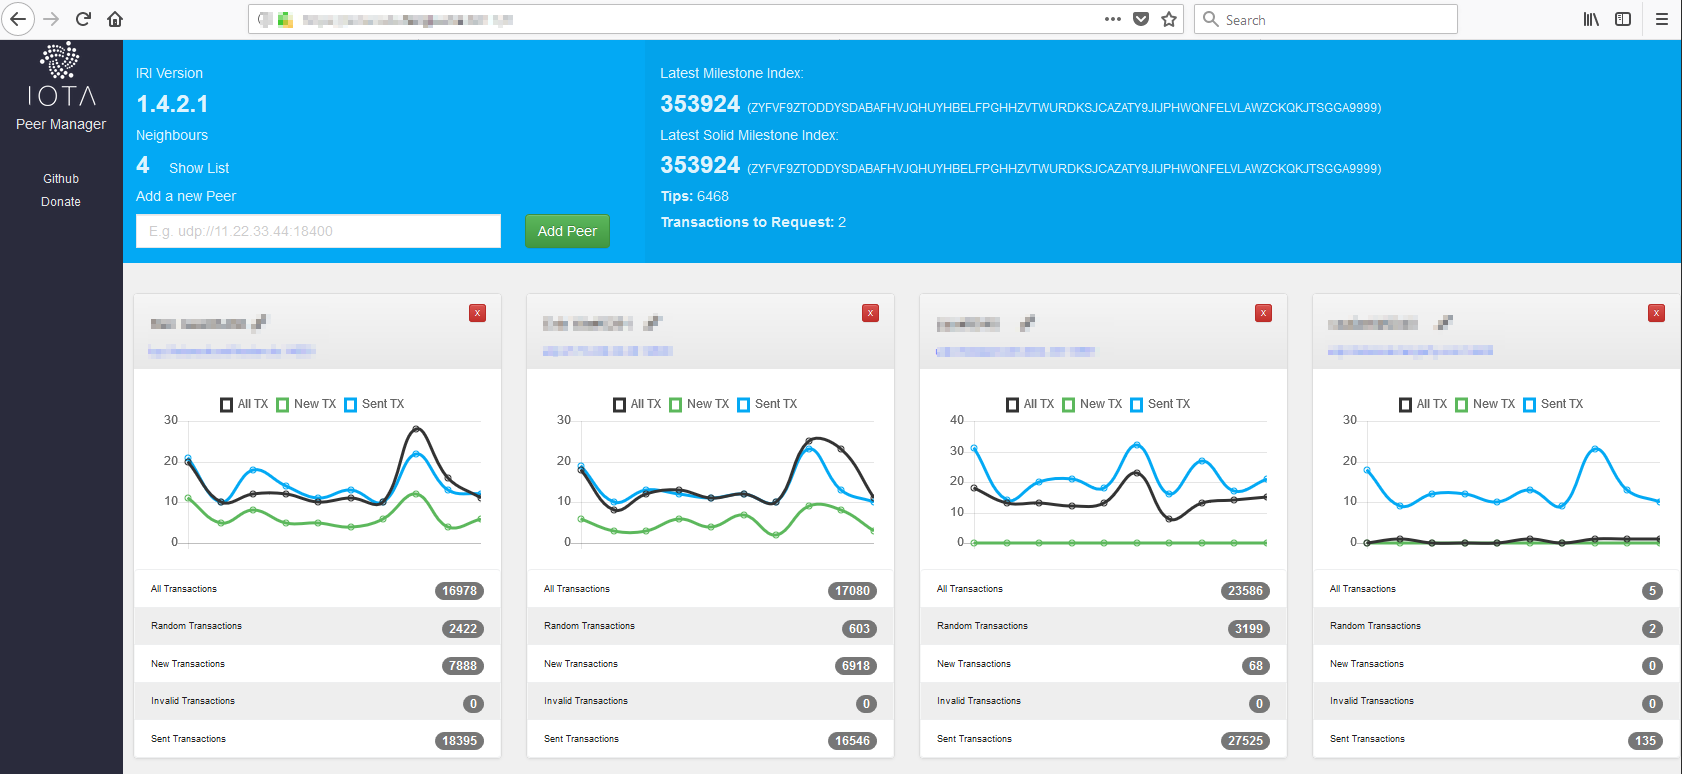 Search
IOTA
Peer Manager
Github
Donate
IRI Version
1.4.2.1
Neighbours
4 Show List
Add a new Peer
E.g. udp://11.22.33.44:18400
Add Peer
Latest Milestone Index:
353924 (ZYFVF9ZTODDYSDABAFHVJQHUYHBELFPGHHZVTWURDKSJCAZATY9JIJPHWQNFELVLAWZCKQKJTSGGA9999)
Latest Solid Milestone Index:
353924 (ZYFVF9ZTODDYSDABAFHVJQHUYHBELFPGHHZVTWURDKSJCAZATY9JIJPHWQNFELVLAWZCKQKJTSGGA9999)
Tips: 6468
Transactions to Request: 2
x
All TX New TX Sent TX
30
20
10
0
All Transactions 16978
Random Transactions 2422
New Transactions 7888
Invalid Transactions 0
Sent Transactions 18395
x
All TX New TX Sent TX
30
20
10
0
All Transactions 17080
Random Transactions 603
New Transactions 6918
Invalid Transactions 0
Sent Transactions 16546
x
All TX New TX Sent TX
40
30
20
10
0
All Transactions 23586
Random Transactions 3199
New Transactions 68
Invalid Transactions 0
Sent Transactions 27525
x
All TX New TX Sent TX
30
20
10
0
All Transactions 5
Random Transactions 2
New Transactions 0
Invalid Transactions 0
Sent Transactions 135